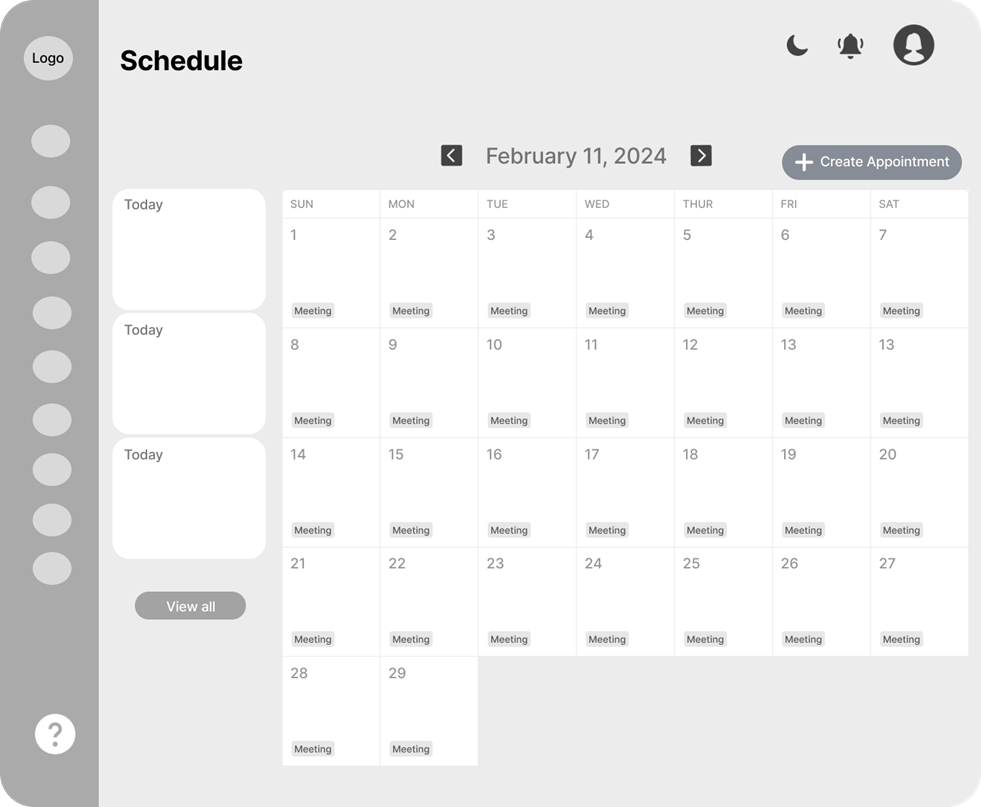 Logo
Schedule
February 11, 2024
Create Appointment
Today
Today
Today
View all
SUN MON TUE WED THUR FRI SAT
1 2 3 4 5 6 7
Meeting Meeting Meeting Meeting Meeting Meeting Meeting
8 9 10 11 12 13 13
Meeting Meeting Meeting Meeting Meeting Meeting Meeting
14 15 16 17 18 19 20
Meeting Meeting Meeting Meeting Meeting Meeting Meeting
21 22 23 24 25 26 27
Meeting Meeting Meeting Meeting Meeting Meeting Meeting
28 29
Meeting Meeting
?